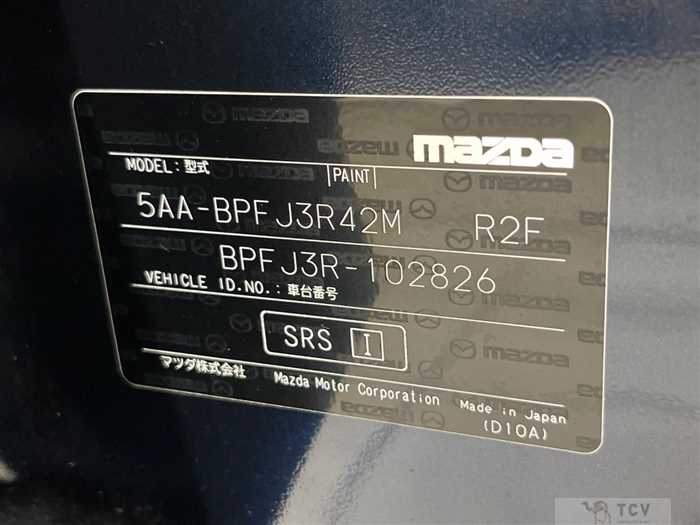 mazda
MODEL:型式 PAINT
5AA-BPFJ3R42M R2F
BPFJ3R-102826
VEHICLE ID.NO.:車台番号
SRS I
マツダ株式会社 Mazda Motor Corporation Made in Japan
(D10A)
TCV